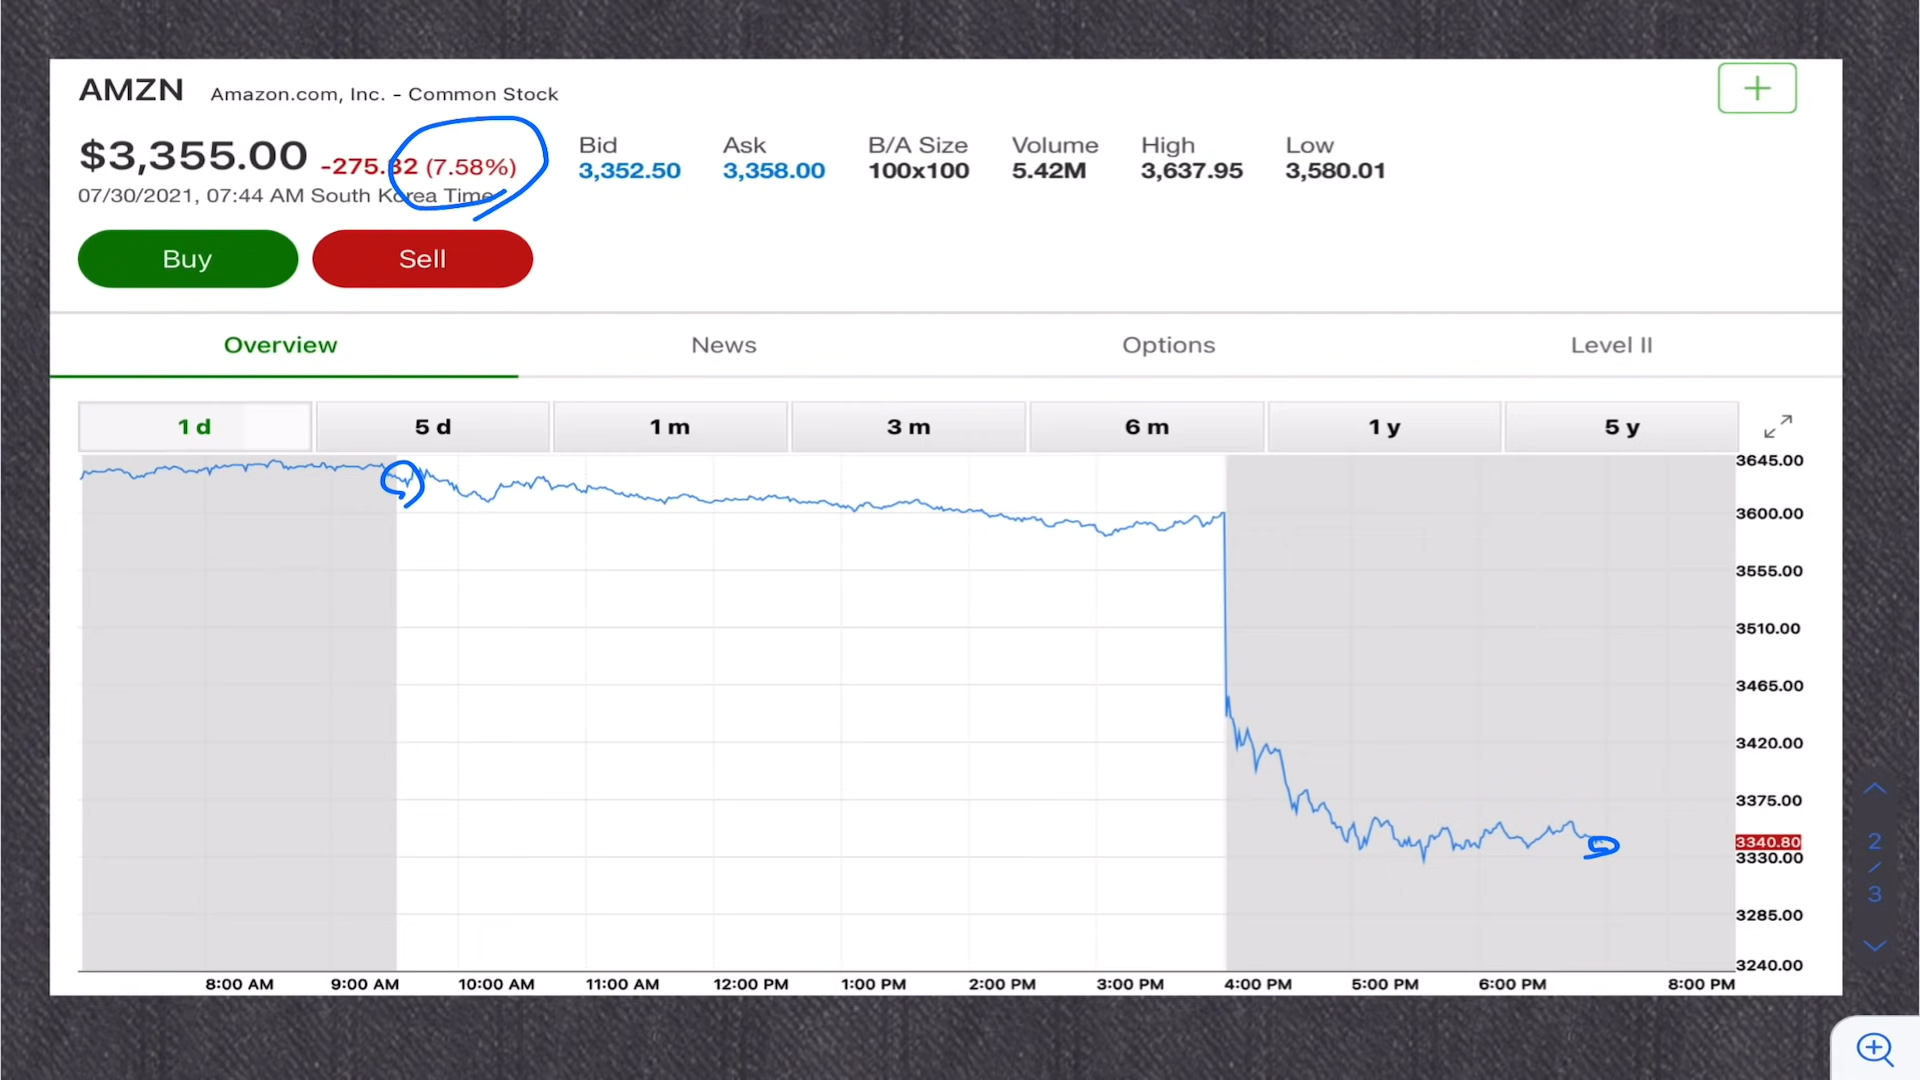 AMZN Amazon.com, Inc. - Common Stock
$3,355.00 -275.82 (7.58%)
07/30/2021, 07:44 AM South Korea Time
Bid Ask B/A Size Volume High Low
3,352.50 3,358.00 100x100 5.42M 3,637.95 3,580.01
Buy Sell
Overview News Options Level II
1 d 5 d 1 m 3 m 6 m 1 y 5 y
3645.00
3600.00
3555.00
3510.00
3465.00
3420.00
3375.00
3340.80
3330.00
3285.00
3240.00
8:00 AM 9:00 AM 10:00 AM 11:00 AM 12:00 PM 1:00 PM 2:00 PM 3:00 PM 4:00 PM 5:00 PM 6:00 PM 8:00 PM
2
/
3